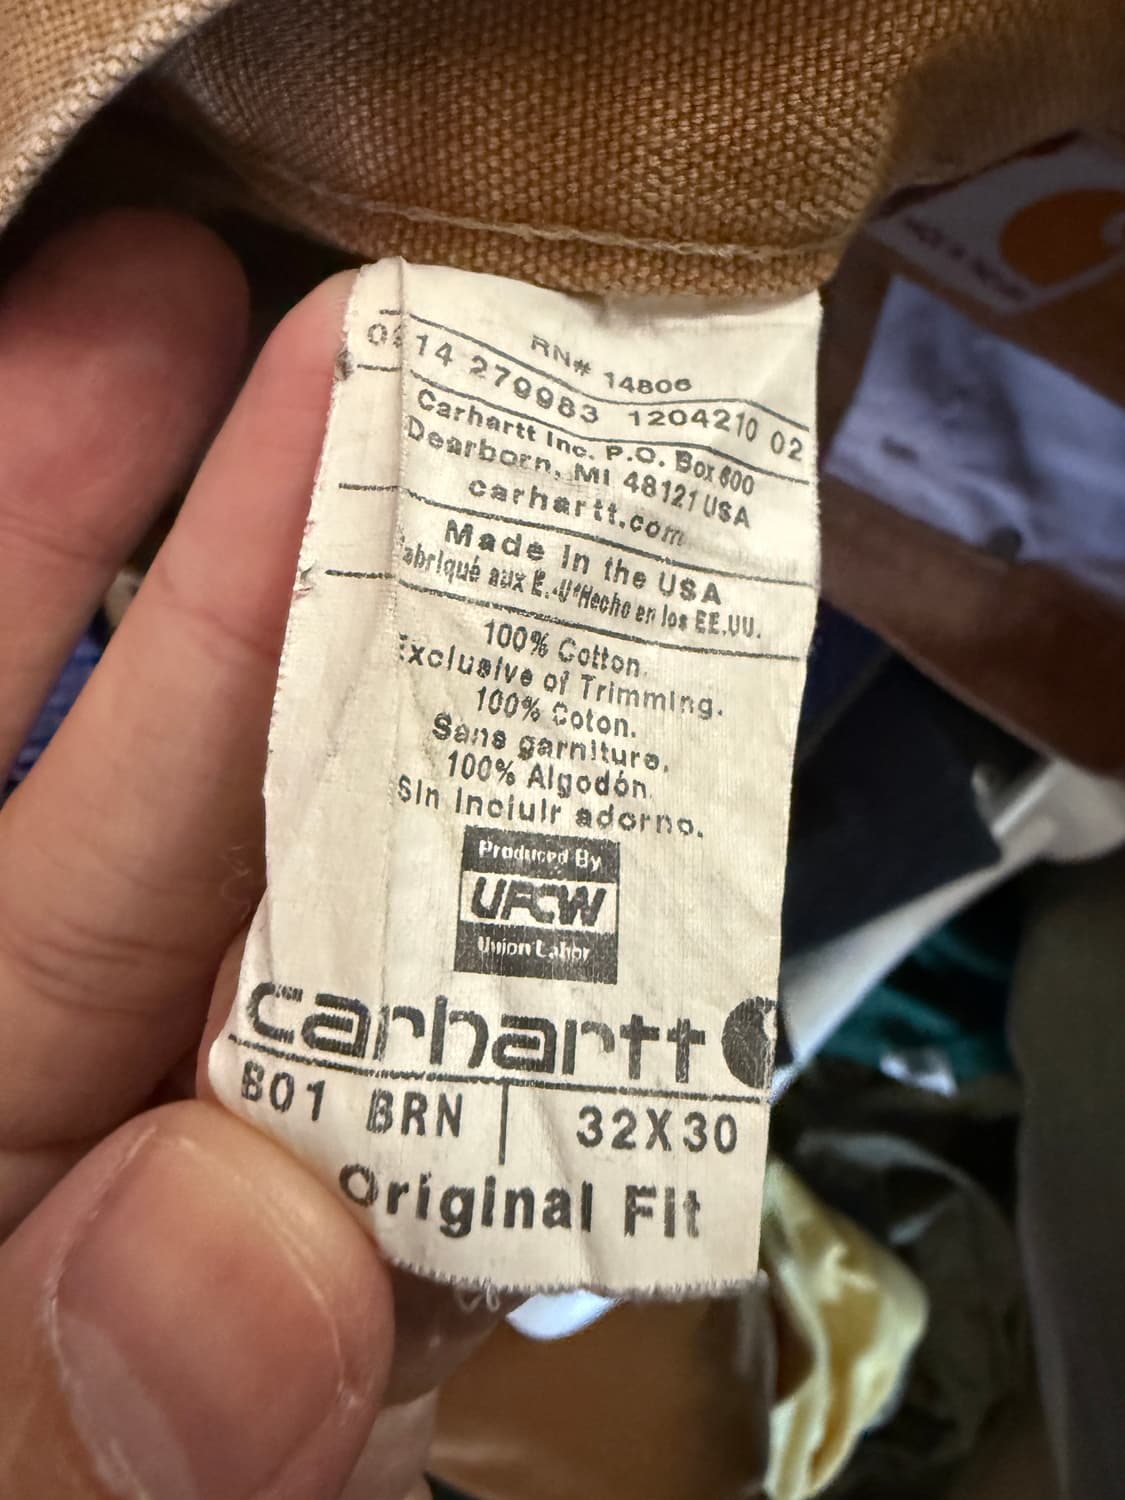 RN# 14806
14 279983 1204210 02
Carhartt Inc. P.O. Box 600
Dearborn, MI 48121 USA
carhartt.com
Made In the USA
abriqué aux É.-U*Hecho en los EE.UU.
100% Cotton.
Exclusive of Trimming.
100% Coton.
Sans garniture.
100% Algodón.
Sin Incluir adorno.
Produced By
UFCW
Union Labor
carhartt
B01 BRN 32X30
Original Fit